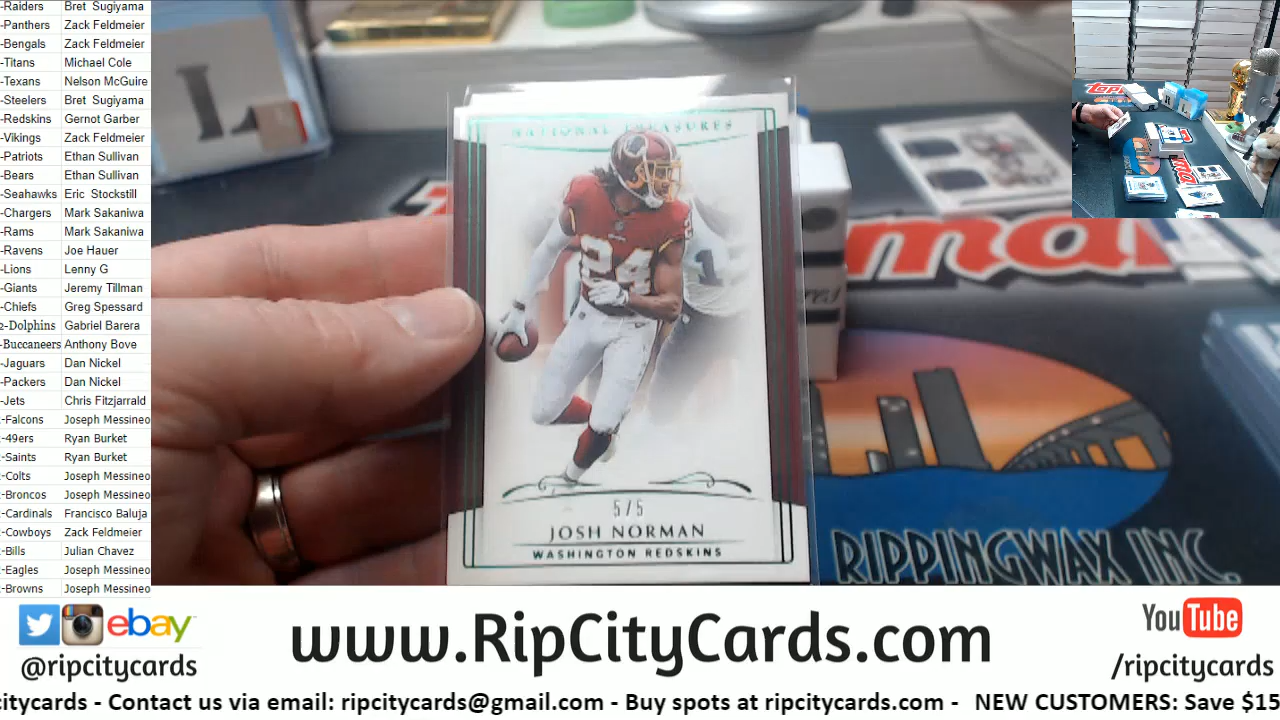 -Raiders Bret Sugiyama
-Panthers Zack Feldmeier
-Bengals Zack Feldmeier
-Titans Michael Cole
-Texans Nelson McGuire
-Steelers Bret Sugiyama
-Redskins Gernot Garber
-Vikings Zack Feldmeier
-Patriots Ethan Sullivan
-Bears Ethan Sullivan
-Seahawks Eric Stockstill
-Chargers Mark Sakaniwa
-Rams Mark Sakaniwa
-Ravens Joe Hauer
-Lions Lenny G
-Giants Jeremy Tillman
-Chiefs Greg Spessard
2-Dolphins Gabriel Barera
-Buccaneers Anthony Bove
-Jaguars Dan Nickel
-Packers Dan Nickel
-Jets Chris Fitzjarrald
-Falcons Joseph Messineo
-49ers Ryan Burket
-Saints Ryan Burket
-Colts Joseph Messineo
-Broncos Joseph Messineo
-Cardinals Francisco Baluja
-Cowboys Zack Feldmeier
-Bills Julian Chavez
-Eagles Joseph Messineo
-Browns Joseph Messineo
L
NATIONAL TREASURES
24
1
5/5
JOSH NORMAN
WASHINGTON REDSKINS
RIPPINGWAX INC.
ebay
@ripcitycards
www.RipCityCards.com
YouTube
/ripcitycards
citycards - Contact us via email: ripcitycards@gmail.com - Buy spots at ripcitycards.com - NEW CUSTOMERS: Save $15